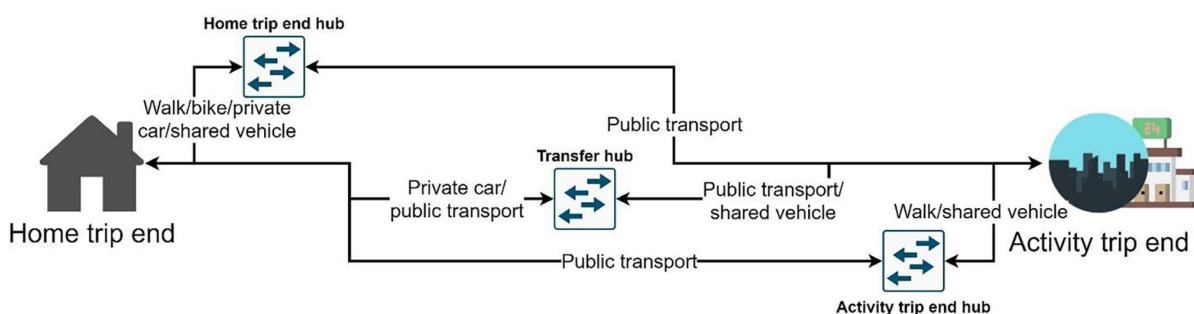 Home trip end hub
Walk/bike/private
car/shared vehicle
Public transport
24
Transfer hub
Private car/
public transport
Public transport/
shared vehicle
Walk/shared vehicle
Home trip end
Activity trip end
Public transport
Activity trip end hub